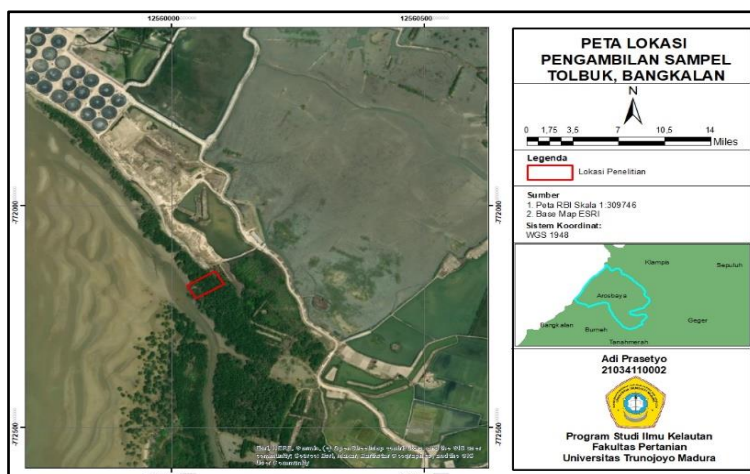 12560000 12560500
-772000 -772000
-772500 -772500
PETA LOKASI
PENGAMBILAN SAMPEL
TOLBUK, BANGKALAN
N
0 1,75 3,5 7 10,5 14
Miles
Legenda
Lokasi Penelitian
Sumber
1. Peta RBI Skala 1:309746
2. Base Map ESRI
Sistem Koordinat:
WGS 1948
Klampis
Sepuluh
Arosbaya
Geger
Bangkalan
Burneh
Tanahmerah
Adi Prasetyo
21034110002
Program Studi Ilmu Kelautan
Fakultas Pertanian
Universitas Trunojoyo Madura